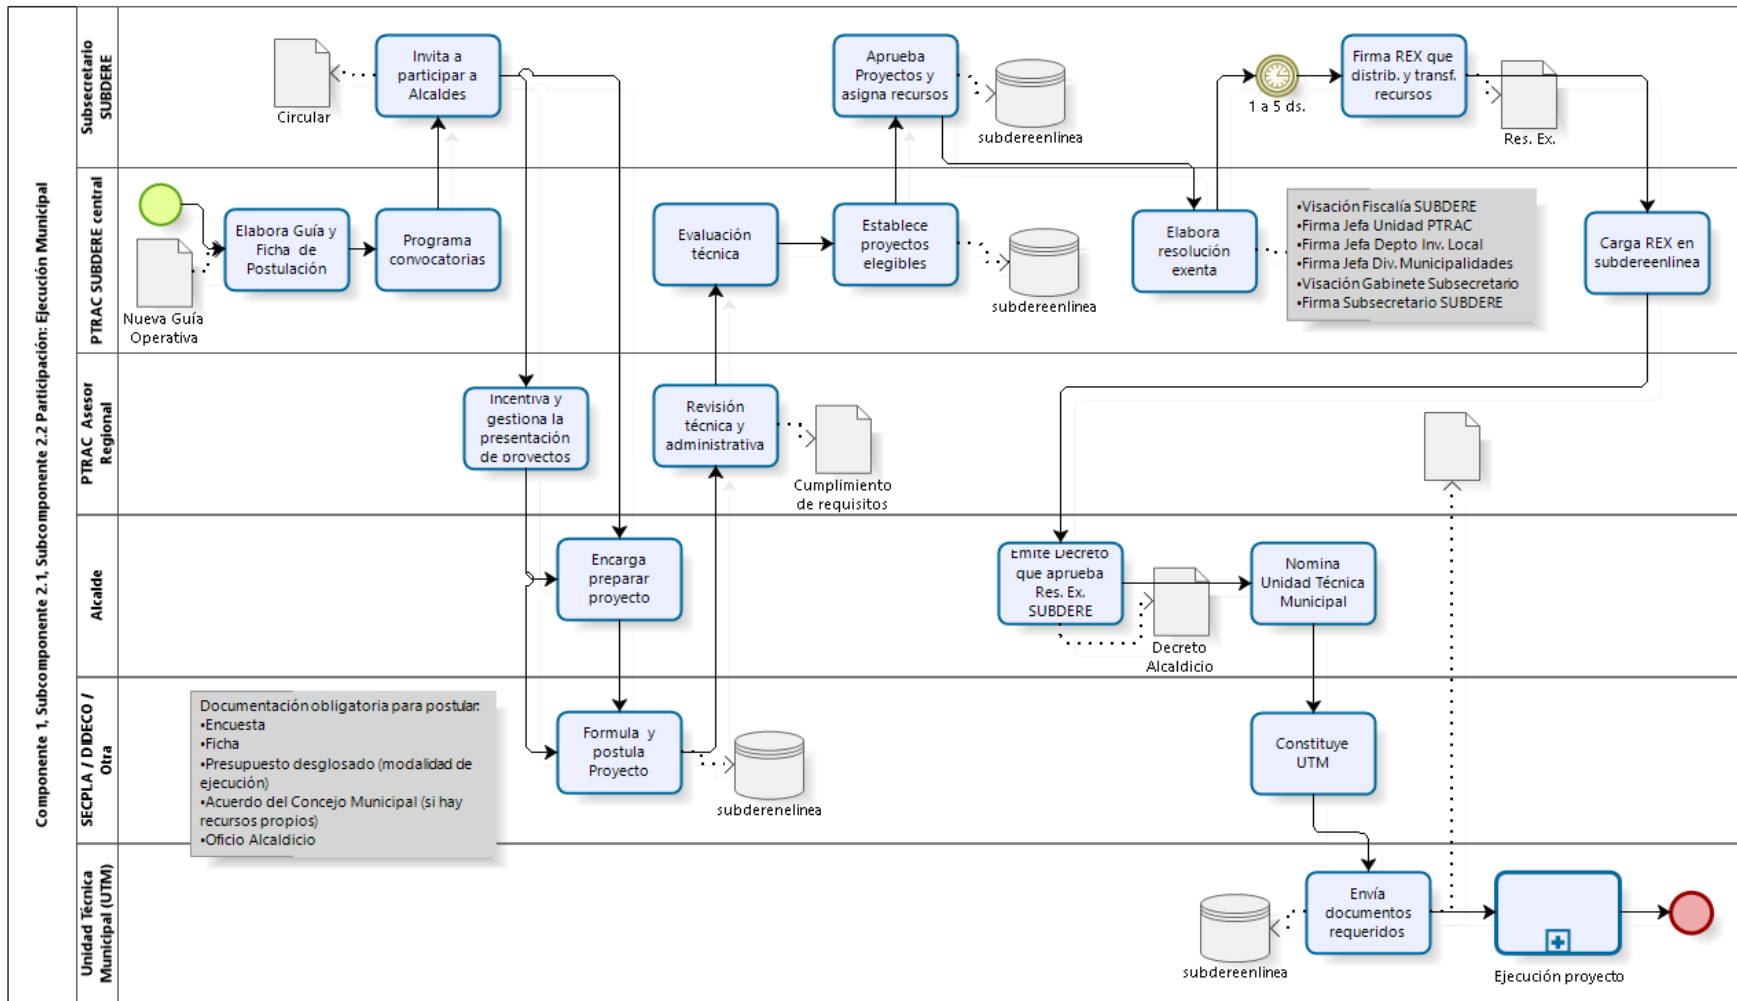 Componente 1, Subcomponente 2.1, Subcomponente 2.2 Participación: Ejecución Municipal
Subsecretario
SUBDERE
Circular
Invita a
participar a
Alcaldes
Aprueba
Proyectos y
asigna recursos
subdereenlinea
1 a 5 ds.
Firma REX que
distrib. y transf.
recursos
Res. Ex.
PTRAC SUBDERE central
Nueva Guía
Operativa
Elabora Guía y
Ficha de
Postulación
Programa
convocatorias
Evaluación
técnica
Establece
proyectos
elegibles
subdereenlinea
Elabora
resolución
exenta
•Visación Fiscalía SUBDERE
•Firma Jefa Unidad PTRAC
•Firma Jefa Depto Inv. Local
•Firma Jefa Div. Municipalidades
•Visación Gabinete Subsecretario
•Firma Subsecretario SUBDERE
Carga REX en
subdereenlinea
PTRAC Asesor
Regional
Incentiva y
gestiona la
presentación
de proyectos
Revisión
técnica y
administrativa
Cumplimiento
de requisitos
Alcalde
Encarga
preparar
proyecto
Emite Decreto
que aprueba
Res. Ex.
SUBDERE
Decreto
Alcaldicio
Nomina
Unidad Técnica
Municipal
SECPLA / DIDECO /
Otra
Documentación obligatoria para postular:
•Encuesta
•Ficha
•Presupuesto desglosado (modalidad de
ejecución)
•Acuerdo del Concejo Municipal (si hay
recursos propios)
•Oficio Alcaldicio
Formula y
postula
Proyecto
subderenelinea
Constituye
UTM
Unidad Técnica
Municipal (UTM)
subdereenlinea
Envía
documentos
requeridos
Ejecución proyecto